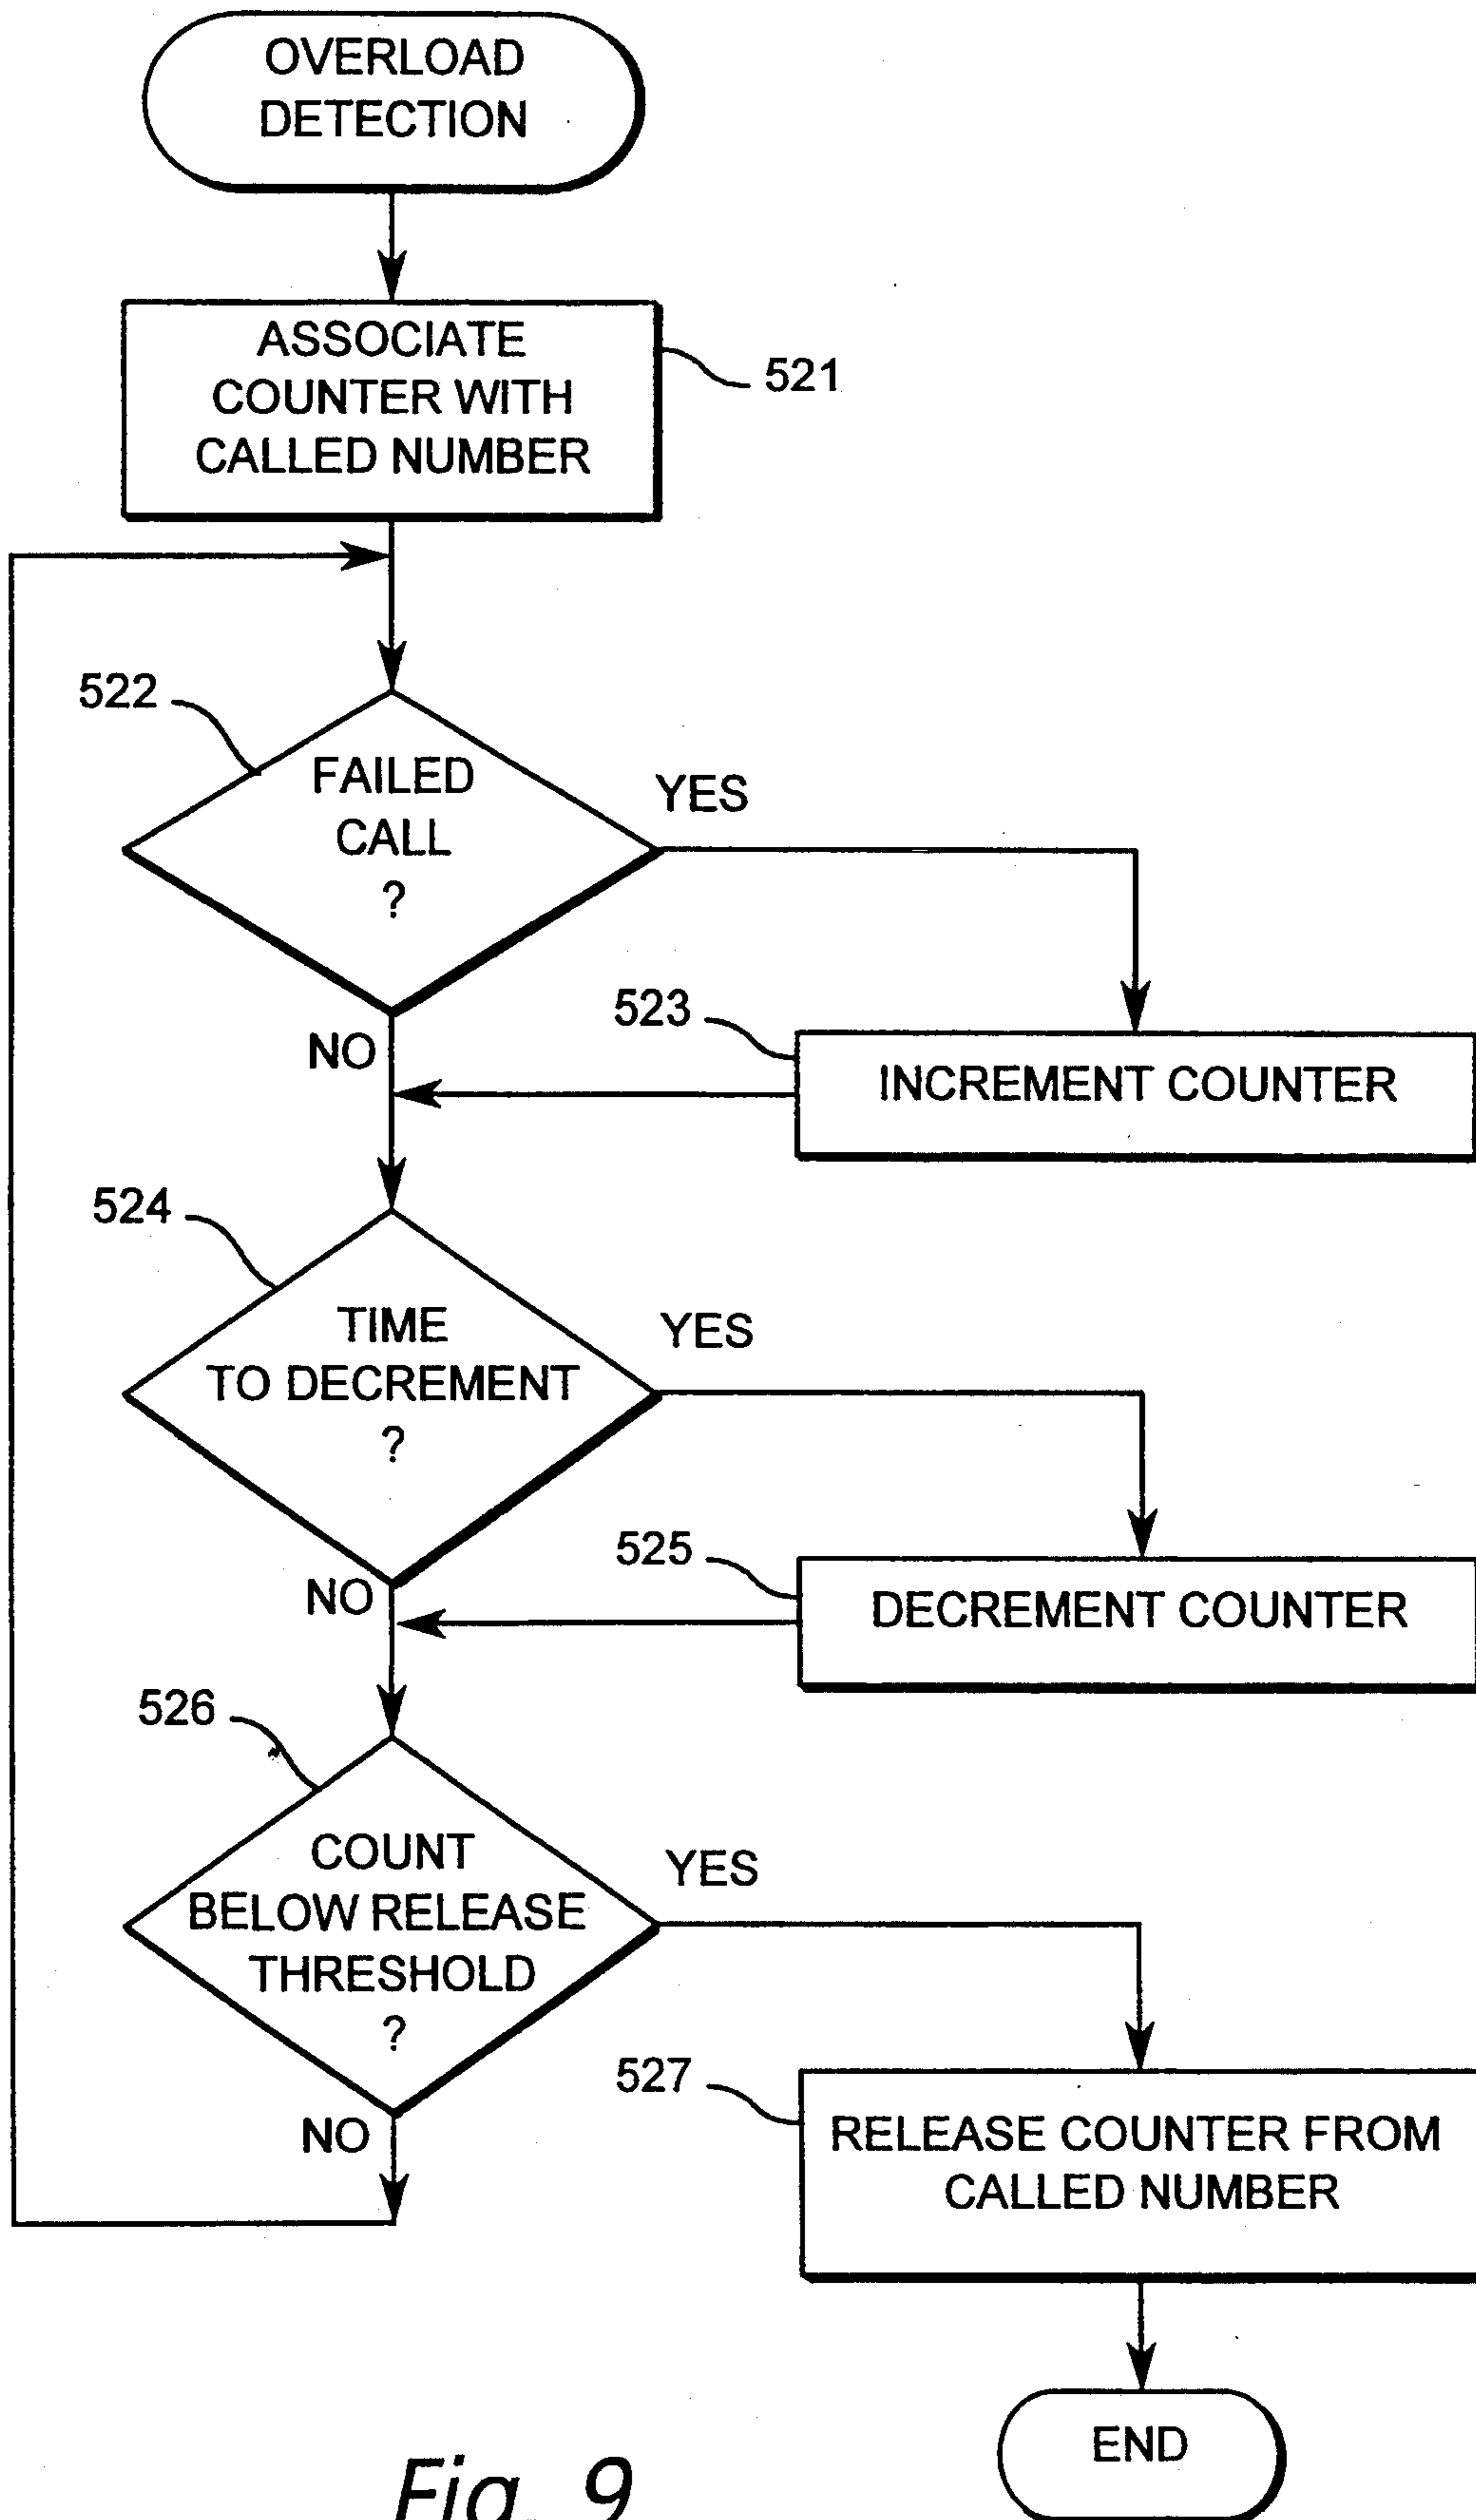 OVERLOAD
DETECTION
ASSOCIATE
COUNTER WITH
CALLED NUMBER
521
522
FAILED
CALL
?
YES
NO
523
INCREMENT COUNTER
524
TIME
TO DECREMENT
?
YES
NO
525
DECREMENT COUNTER
526
COUNT
BELOW RELEASE
THRESHOLD
?
YES
NO
527
RELEASE COUNTER FROM
CALLED NUMBER
END
Fig. 9